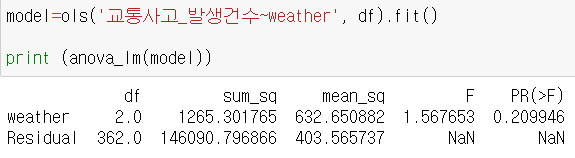 model=ols('교통사고_발생건수~weather', df).fit()
print (anova_lm(model))
df sum_sq mean_sq F PR(>F)
weather 2.0 1265.301765 632.650882 1.567653 0.209946
Residual 362.0 146090.796866 403.565737 NaN NaN